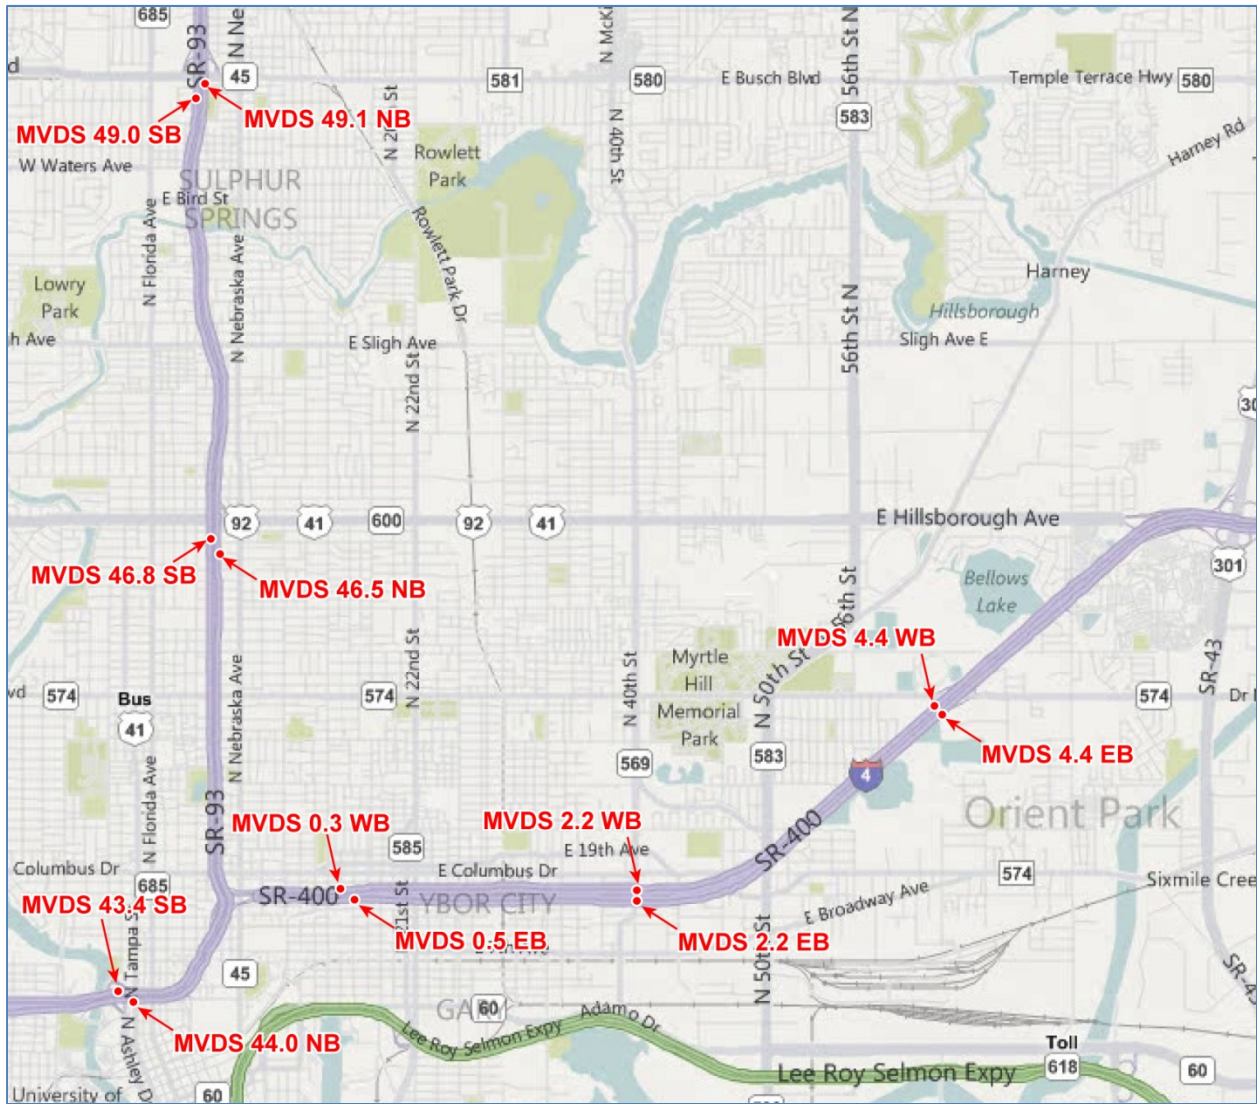 685
SR-93
N Ne
N McKi
56th St N
d
45
581
580
E Busch Blvd
Temple Terrace Hwy
580
MVDS 49.0 SB
MVDS 49.1 NB
583
W Waters Ave
N 40th St
Harney Rd
Rowlett
Park
SULPHUR
SPRINGS
E Bird St
N Florida Ave
N Nebraska Ave
Rowlett Park Dr
Lowry
Park
Harney
Hillsborough
h Ave
E Sligh Ave
Sligh Ave E
56th St N
N 22nd St
30
92
41
600
92
41
E Hillsborough Ave
MVDS 46.8 SB
MVDS 46.5 NB
301
Bellows
Lake
MVDS 4.4 WB
N 22nd St
N Nebraska Ave
N 40th St
Myrtle
Hill
Memorial
Park
N 50th St
SR-43
vd
574
Bus
41
574
574
Dr
MVDS 4.4 EB
569
583
4
N Florida Ave
SR-93
MVDS 0.3 WB
MVDS 2.2 WB
SR-400
Orient Park
585
E 19th Ave
Columbus Dr
E Columbus Dr
574
Sixmile Cree
685
SR-400
MVDS 43.4 SB
YBOR CITY
21st St
E Broadway Ave
MVDS 0.5 EB
MVDS 2.2 EB
N Tampa S
N 50th St
45
SR-4
GARY
60
Adamo Dr
MVDS 44.0 NB
N Ashley D
Lee Roy Selmon Expy
Toll
618
60
Lee Roy Selmon Expy
University of
60